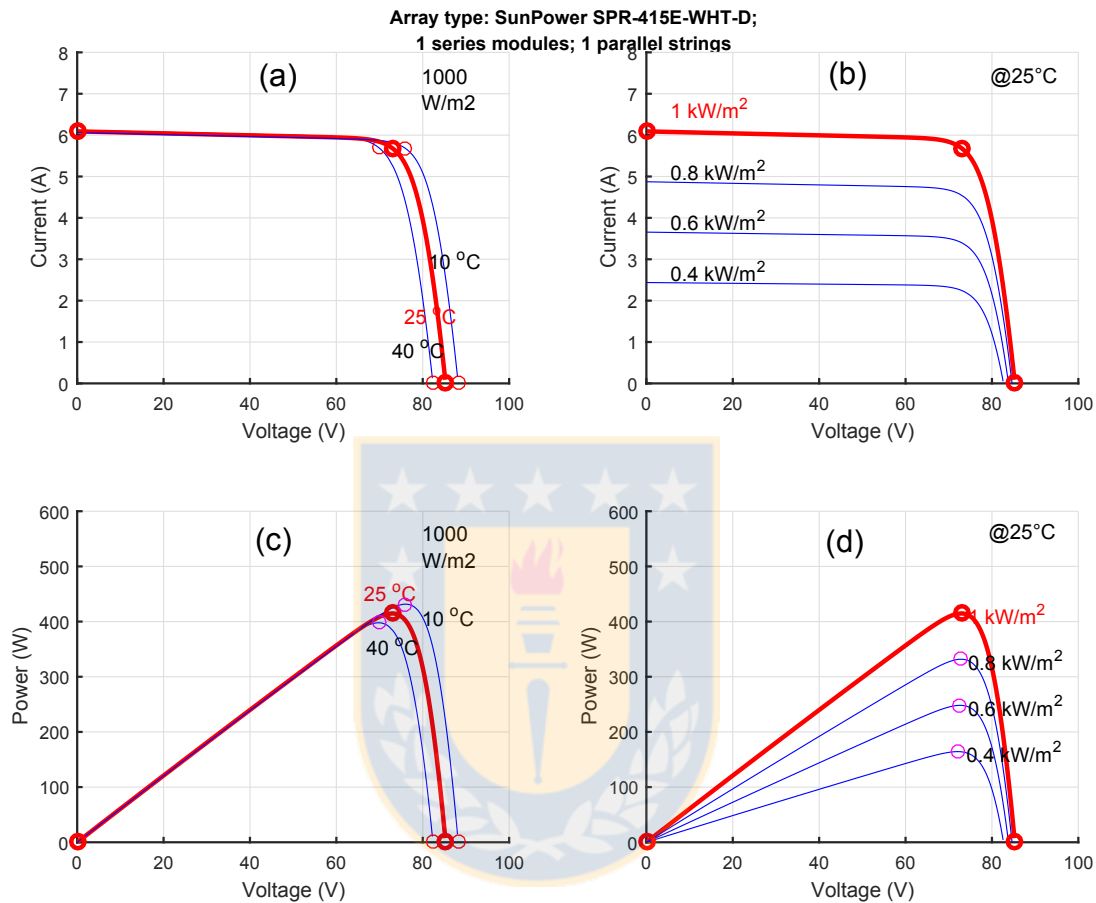 Array type: SunPower SPR-415E-WHT-D;
1 series modules; 1 parallel strings
(a)
1000
W/m2
8
7
6
5
4
3
2
1
0
Current (A)
10 °C
25 °C
40 °C
0 20 40 60 80 100
Voltage (V)
(b)
@25°C
1 kW/m²
0.8 kW/m²
0.6 kW/m²
0.4 kW/m²
8
7
6
5
4
3
2
1
0
Current (A)
0 20 40 60 80 100
Voltage (V)
(c)
1000
W/m2
600
500
400
300
200
100
0
Power (W)
25 °C
10 °C
40 °C
0 20 40 60 80 100
Voltage (V)
(d)
@25°C
600
500
400
300
200
100
0
Power (W)
1 kW/m²
0.8 kW/m²
0.6 kW/m²
0.4 kW/m²
0 20 40 60 80 100
Voltage (V)